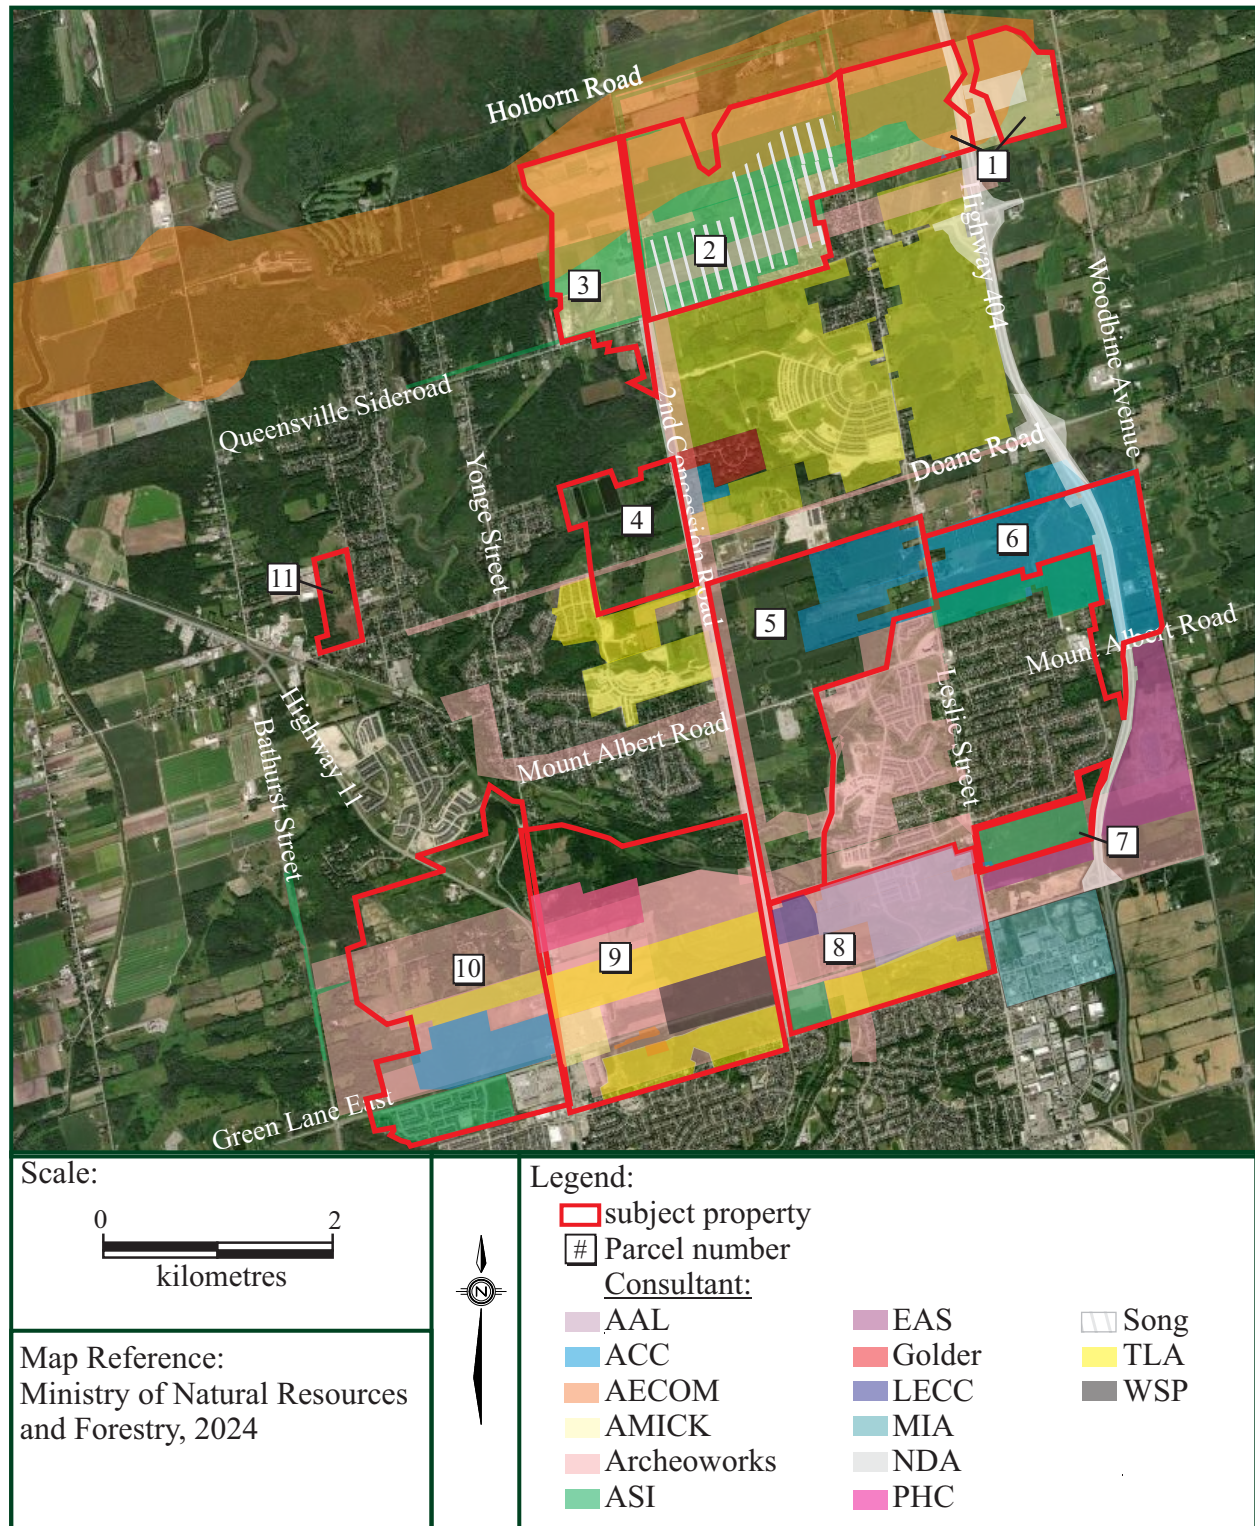 Holborn Road
1
Highway 404
2
3
Woodbine Avenue
Queensville Sideroad
2nd Concession Road
Yonge Street
Doane Road
4
6
11
5
Mount Albert Road
Leslie Street
Highway 11
Bathurst Street
Mount Albert Road
7
8
9
10
Green Lane East
Scale:
0 2
kilometres
Map Reference:
Ministry of Natural Resources
and Forestry, 2024
N
Legend:
subject property
# Parcel number
Consultant:
AAL
ACC
AECOM
AMICK
Archeoworks
ASI
EAS
Golder
LECC
MIA
NDA
PHC
Song
TLA
WSP